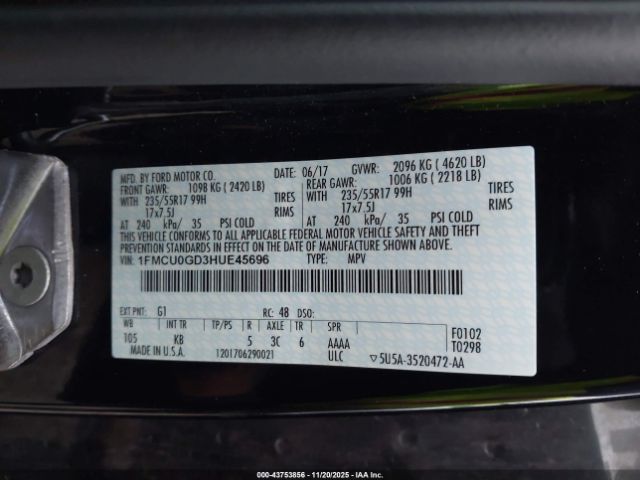 MFD. BY FORD MOTOR CO. DATE: 06/17 GVWR: 2096 KG ( 4620 LB)
FRONT GAWR: 1098 KG ( 2420 LB) REAR GAWR: 1006 KG ( 2218 LB)
WITH 235/55R17 99H TIRES WITH 235/55R17 99H TIRES
17x7.5J RIMS 17x7.5J RIMS
AT 240 kPa/ 35 PSI COLD AT 240 kPa/ 35 PSI COLD
THIS VEHICLE CONFORMS TO ALL APPLICABLE FEDERAL MOTOR VEHICLE SAFETY AND THEFT
PREVENTION STANDARDS IN EFFECT ON THE DATE OF MANUFACTURE SHOWN ABOVE.
VIN: 1FMCU0GD3HUE45696 TYPE: MPV
EXT PNT: G1 RC: 48 DSO: F0102
WB INT TR TP/PS R AXLE TR SPR T0298
105 KB 5 3C 6 AAAA
MADE IN U.S.A. 1201706290021 ULC ▽5U5A-3520472-AA
000-43753856 - 11/20/2025 - IAA Inc.